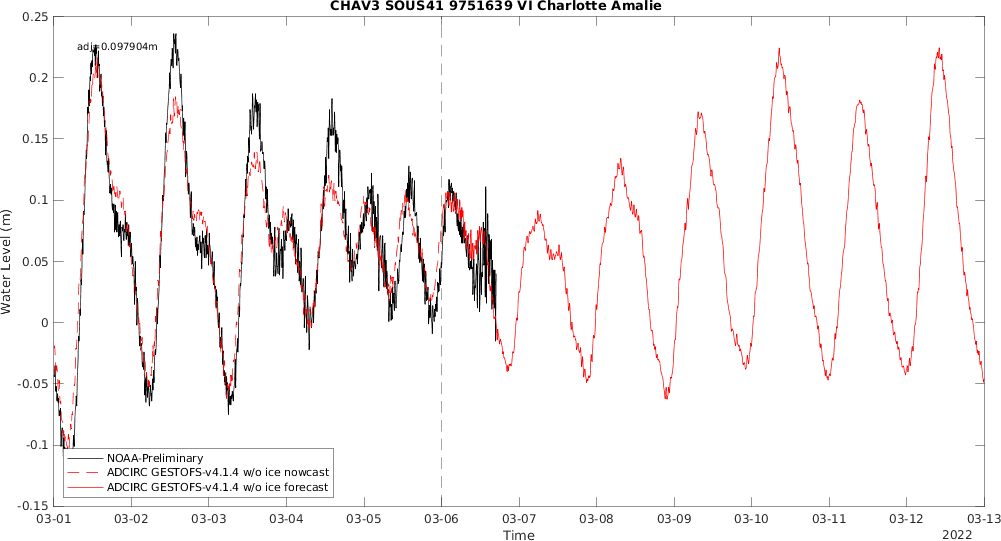 CHAV3 SOUS41 9751639 VI Charlotte Amalie
adj=0.097904m
0.25
0.2
0.15
0.1
0.05
0
-0.05
-0.1
-0.15
Water Level (m)
NOAA-Preliminary
ADCIRC GESTOFS-v4.1.4 w/o ice nowcast
ADCIRC GESTOFS-v4.1.4 w/o ice forecast
03-01 03-02 03-03 03-04 03-05 03-06 03-07 03-08 03-09 03-10 03-11 03-12 03-13
Time
2022